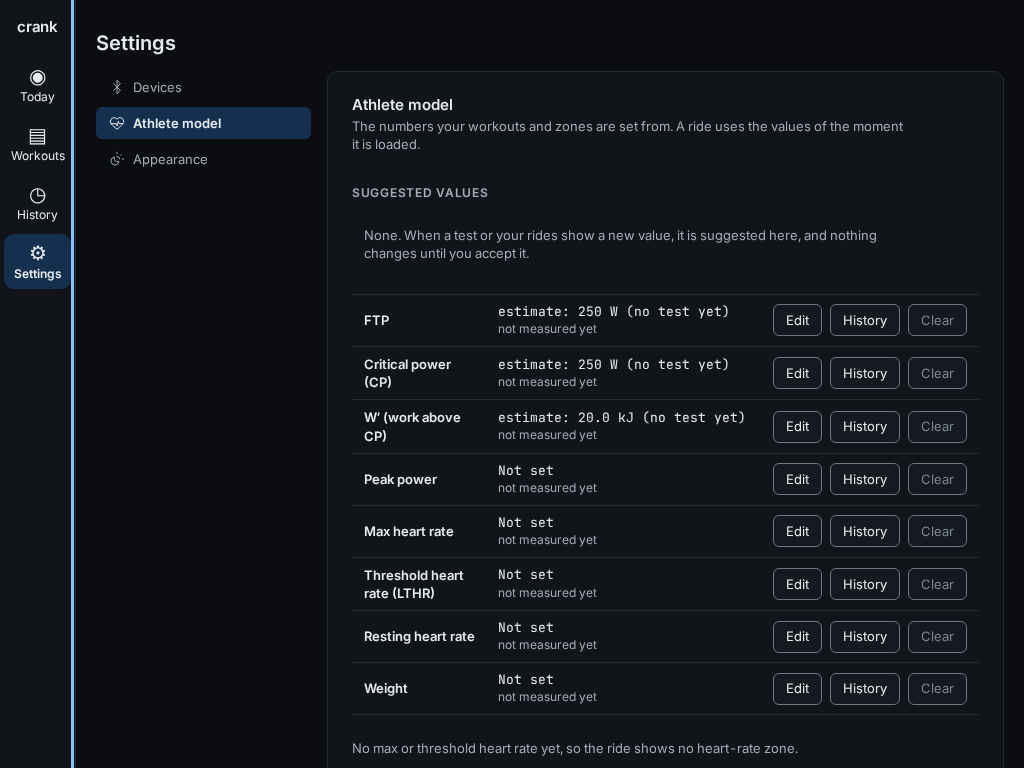 crank
Today
Workouts
History
Settings
Settings
Devices
Athlete model
Appearance
Athlete model
The numbers your workouts and zones are set from. A ride uses the values of the moment
it is loaded.
SUGGESTED VALUES
None. When a test or your rides show a new value, it is suggested here, and nothing
changes until you accept it.
FTP
estimate: 250 W (no test yet)
not measured yet
Edit History Clear
Critical power
(CP)
estimate: 250 W (no test yet)
not measured yet
Edit History Clear
W′ (work above
CP)
estimate: 20.0 kJ (no test yet)
not measured yet
Edit History Clear
Peak power
Not set
not measured yet
Edit History Clear
Max heart rate
Not set
not measured yet
Edit History Clear
Threshold heart
rate (LTHR)
Not set
not measured yet
Edit History Clear
Resting heart rate
Not set
not measured yet
Edit History Clear
Weight
Not set
not measured yet
Edit History Clear
No max or threshold heart rate yet, so the ride shows no heart-rate zone.